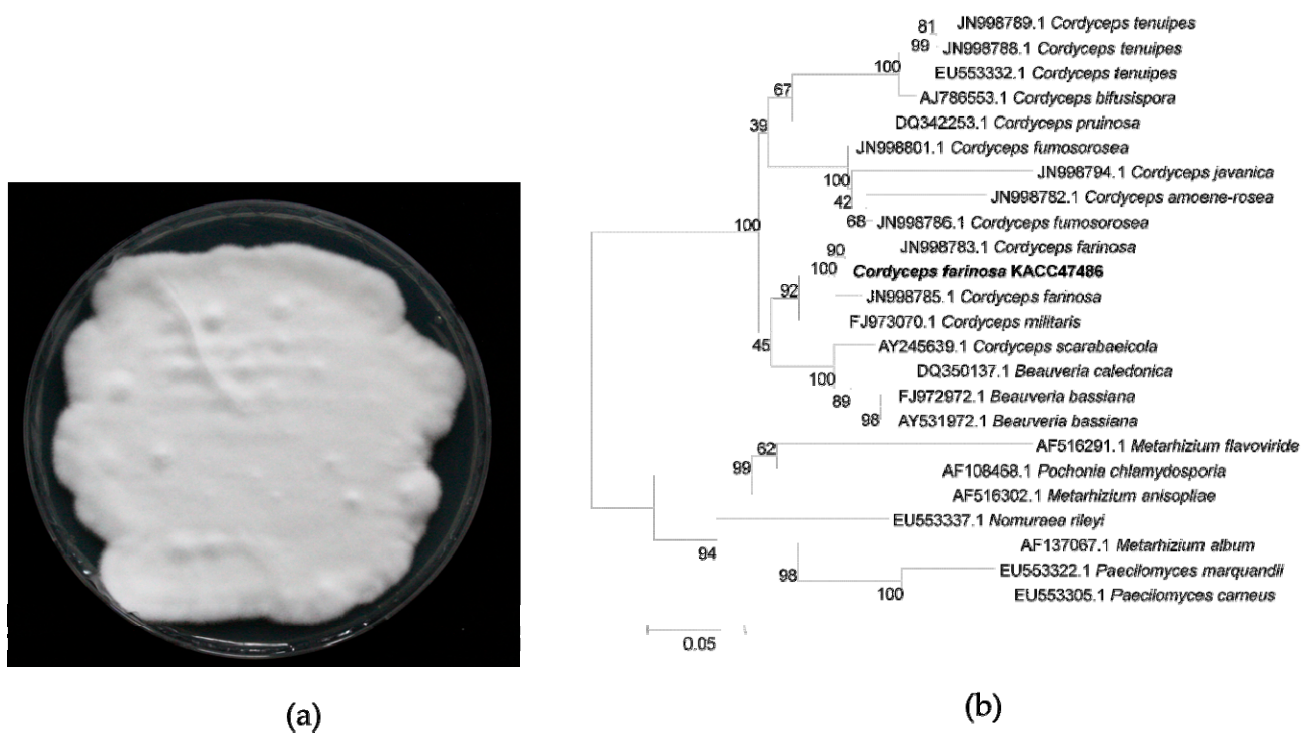 81 JN998789.1 Cordyceps tenuipes
99 JN998788.1 Cordyceps tenuipes
100 EU553332.1 Cordyceps tenuipes
67 AJ786553.1 Cordyceps bifusispora
39 DQ342253.1 Cordyceps pruinosa
JN998801.1 Cordyceps fumosorosea
100 JN998794.1 Cordyceps javanica
42 JN998782.1 Cordyceps amoene-rosea
68 JN998786.1 Cordyceps fumosorosea
100
90 JN998783.1 Cordyceps farinosa
100 Cordyceps farinosa KACC47486
92 JN998785.1 Cordyceps farinosa
FJ973070.1 Cordyceps militaris
45 AY245639.1 Cordyceps scarabaeicola
100 DQ350137.1 Beauveria caledonica
89 FJ972972.1 Beauveria bassiana
98 AY531972.1 Beauveria bassiana
62 AF516291.1 Metarhizium flavoviride
99 AF108468.1 Pochonia chlamydosporia
AF516302.1 Metarhizium anisopliae
EU553337.1 Nomuraea rileyi
94 AF137067.1 Metarhizium album
98 EU553322.1 Paecilomyces marquandii
100 EU553305.1 Paecilomyces carneus
0.05
(a)
(b)